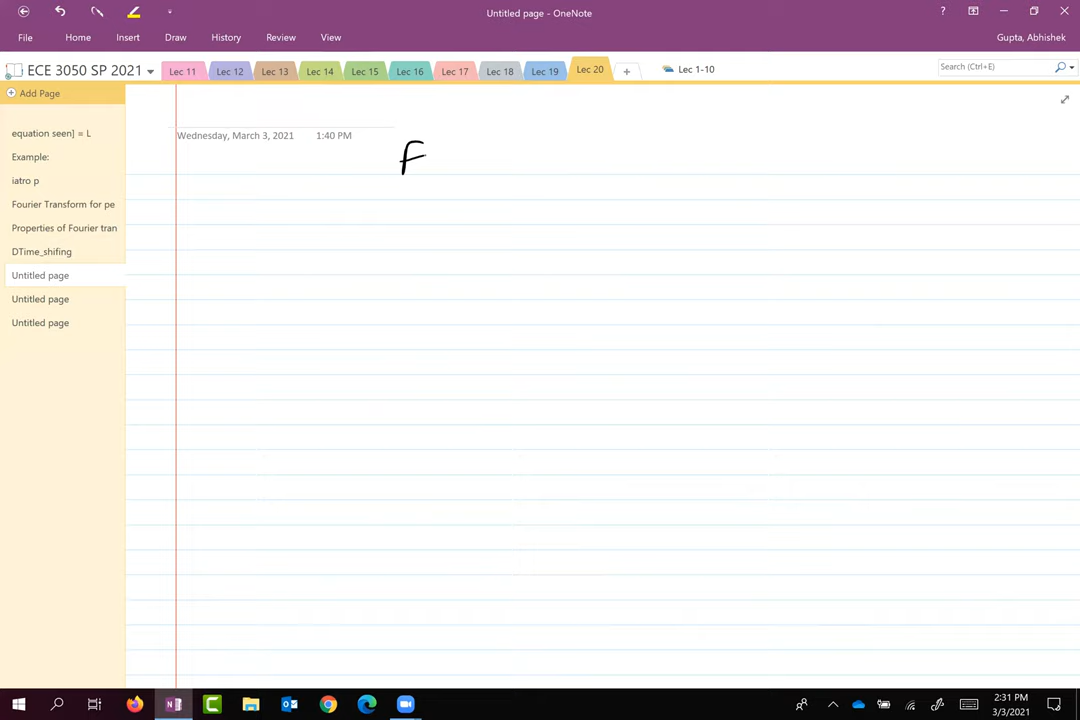 Untitled page - OneNote
?
File Home Insert Draw History Review View
Gupta, Abhishek
ECE 3050 SP 2021
Lec 11 Lec 12 Lec 13 Lec 14 Lec 15 Lec 16 Lec 17 Lec 18 Lec 19 Lec 20 + Lec 1-10
Search (Ctrl+E)
Add Page
equation seen] = L
Example:
iatro p
Fourier Transform for pe
Properties of Fourier tran
DTime_shifing
Untitled page
Untitled page
Untitled page
Wednesday, March 3, 2021 1:40 PM
F
2:31 PM
3/3/2021